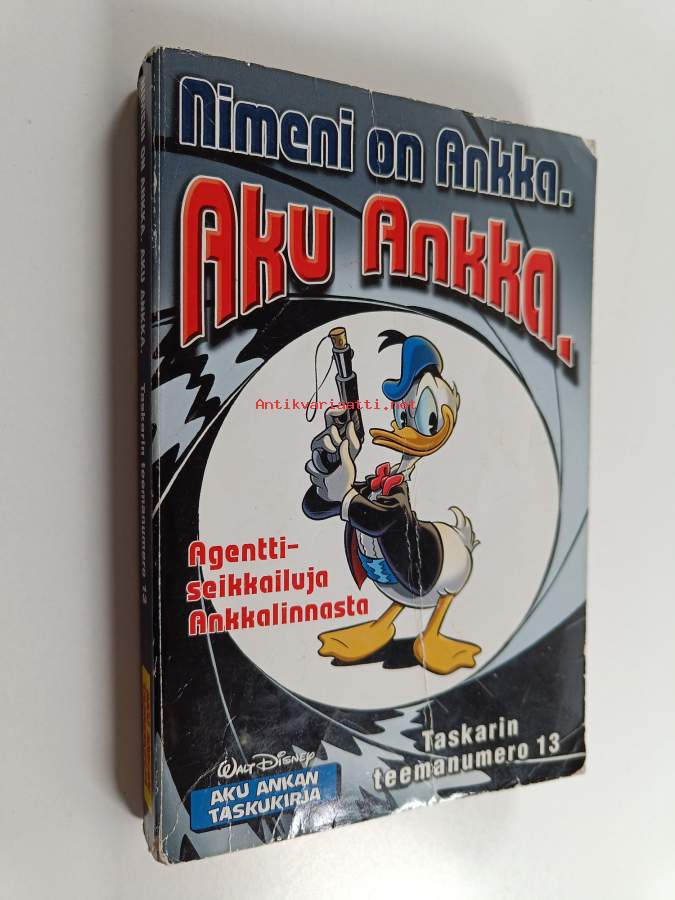 Nimeni on Ankka.
Aku Ankka.
Antikvariaatti.net
Agentti-
seikkailuja
Ankkalinnasta
Taskarin
teemanumero 13
Walt Disney
AKU ANKAN
TASKUKIRJA
NIMENI ON ANKKA. AKU ANKKA. Taskarin teemanumero 13